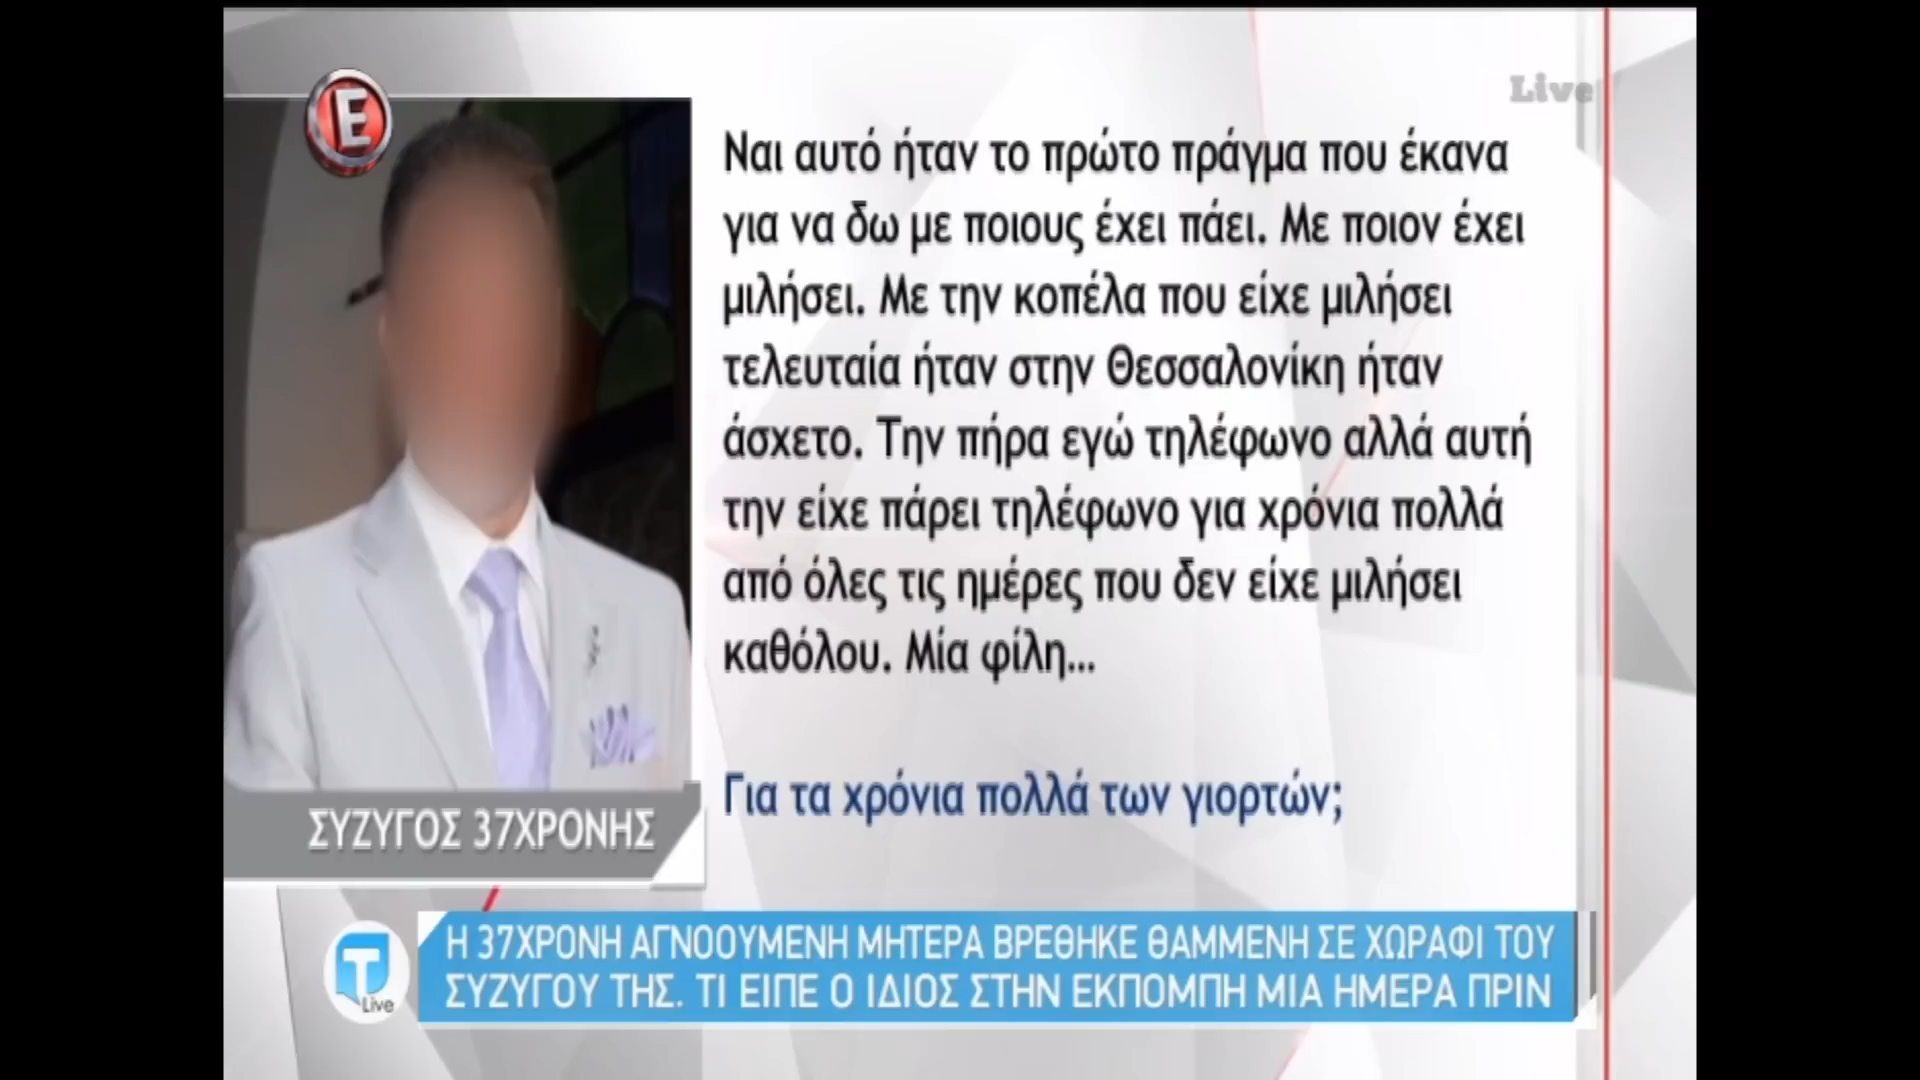 E
Live
Ναι αυτό ήταν το πρώτο πράγμα που έκανα
για να δω με ποιους έχει πάει. Με ποιον έχει
μιλήσει. Με την κοπέλα που είχε μιλήσει
τελευταία ήταν στην Θεσσαλονίκη ήταν
άσχετο. Την πήρα εγώ τηλέφωνο αλλά αυτή
την είχε πάρει τηλέφωνο για χρόνια πολλά
από όλες τις ημέρες που δεν είχε μιλήσει
καθόλου. Μία φίλη...
Για τα χρόνια πολλά των γιορτών;
ΣΥΖΥΓΟΣ 37ΧΡΟΝΗΣ
T
Live
Η 37ΧΡΟΝΗ ΑΓΝΟΟΥΜΕΝΗ ΜΗΤΕΡΑ ΒΡΕΘΗΚΕ ΘΑΜΜΕΝΗ ΣΕ ΧΩΡΑΦΙ ΤΟΥ
ΣΥΖΥΓΟΥ ΤΗΣ. ΤΙ ΕΙΠΕ Ο ΙΔΙΟΣ ΣΤΗΝ ΕΚΠΟΜΠΗ ΜΙΑ ΗΜΕΡΑ ΠΡΙΝ